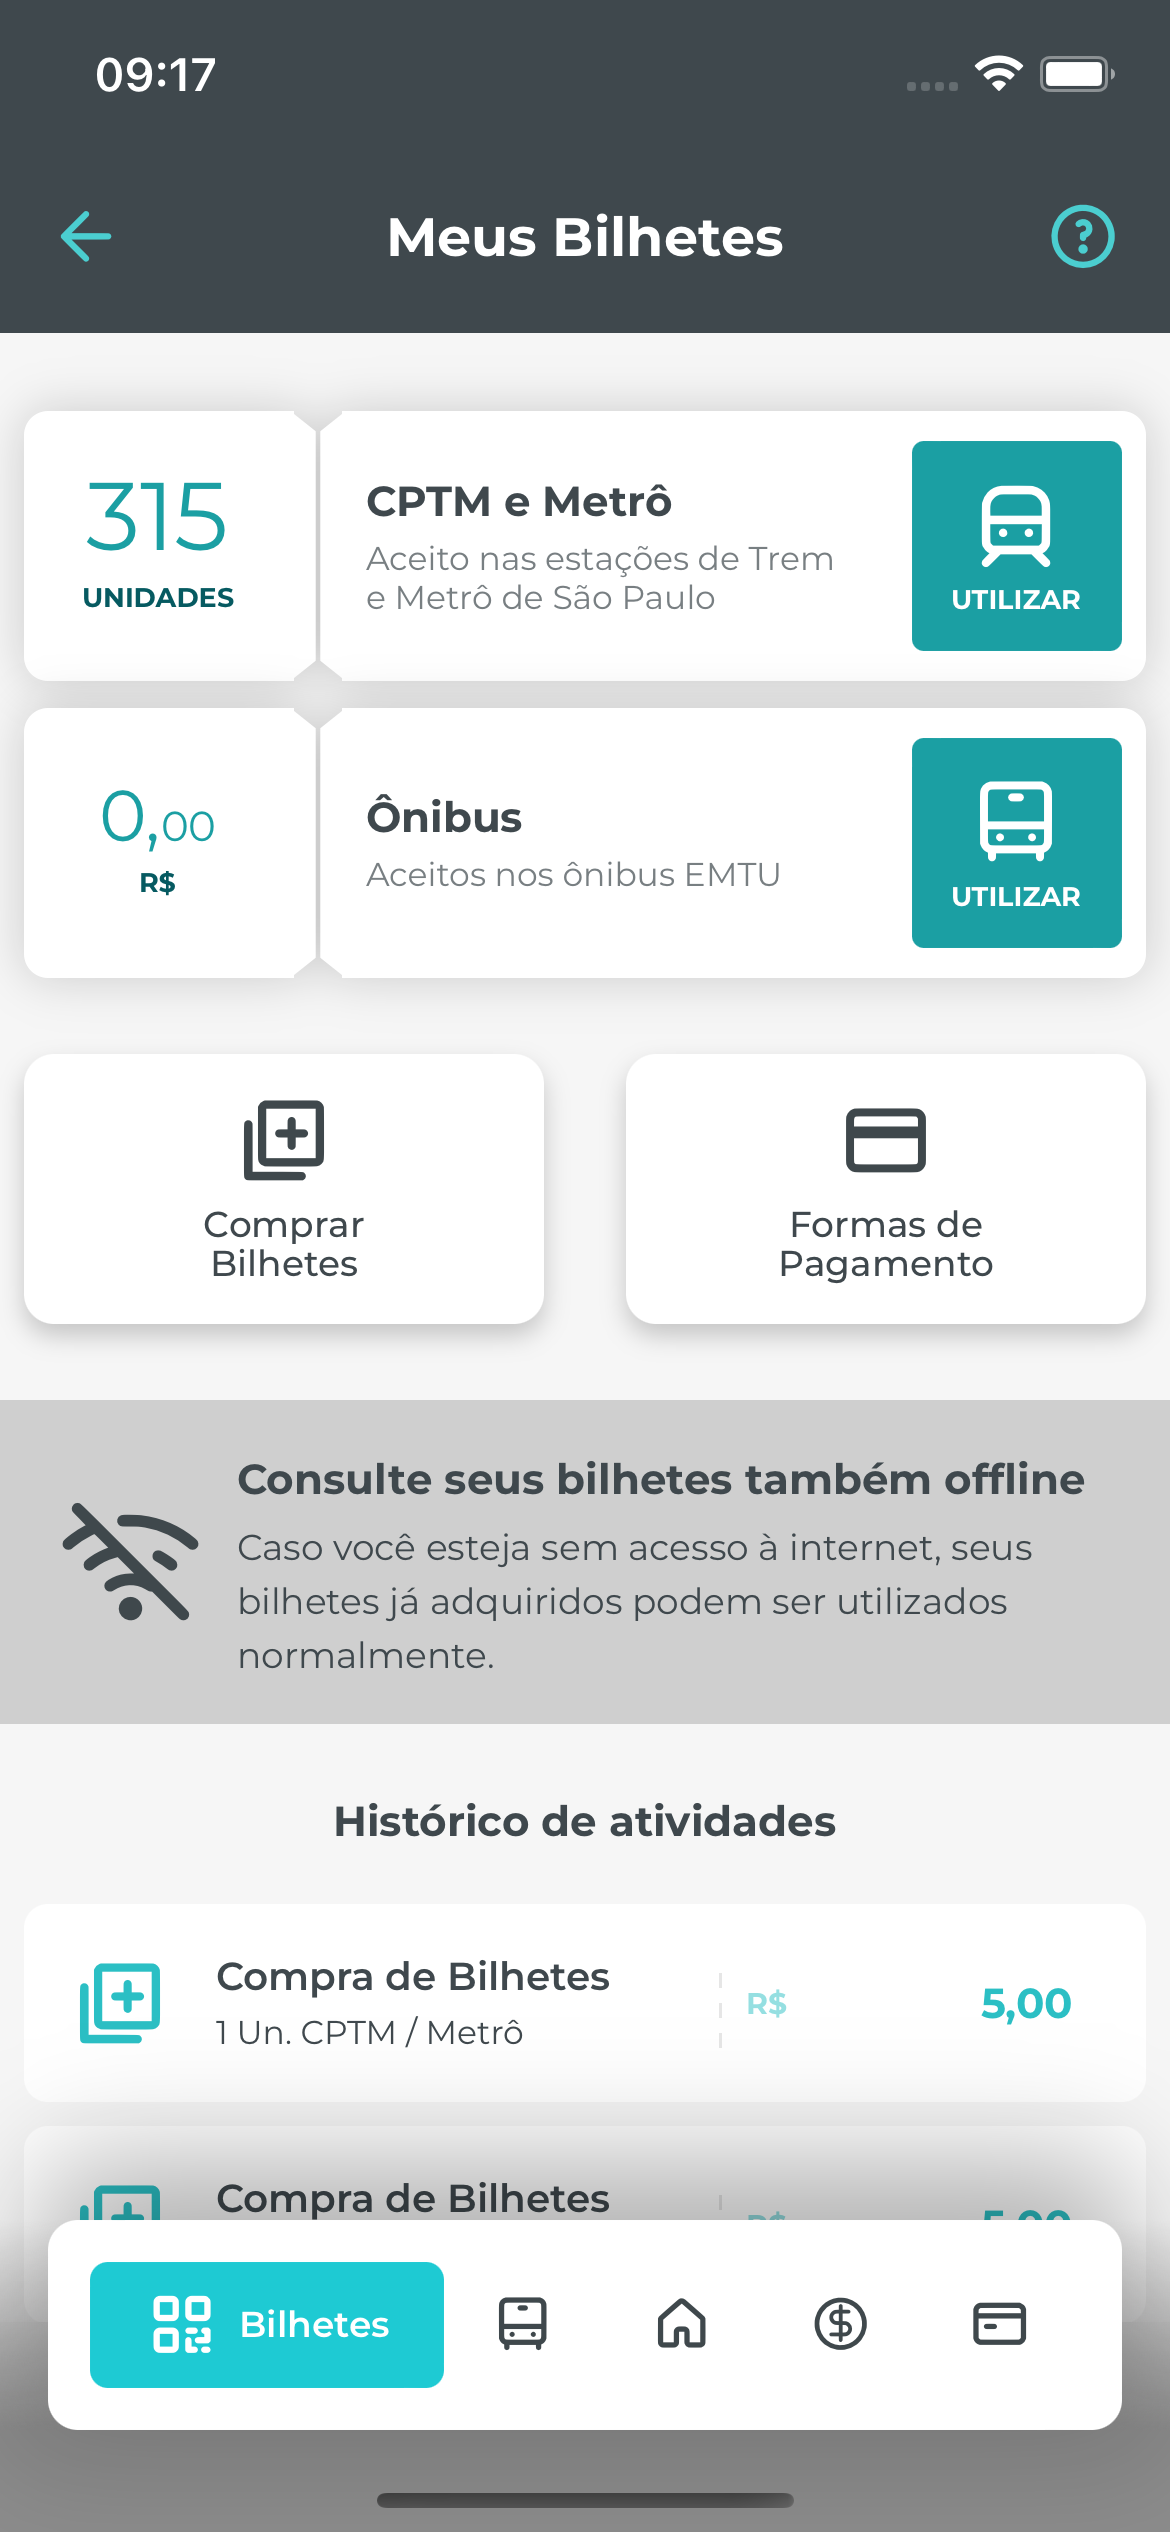 09:17
Meus Bilhetes
315
UNIDADES
CPTM e Metrô
Aceito nas estações de Trem
e Metrô de São Paulo
UTILIZAR
0,00
R$
Ônibus
Aceitos nos ônibus EMTU
UTILIZAR
Comprar
Bilhetes
Formas de
Pagamento
Consulte seus bilhetes também offline
Caso você esteja sem acesso à internet, seus
bilhetes já adquiridos podem ser utilizados
normalmente.
Histórico de atividades
Compra de Bilhetes
1 Un. CPTM / Metrô
R$ 5,00
Compra de Bilhetes
R$ 5,00
Bilhetes